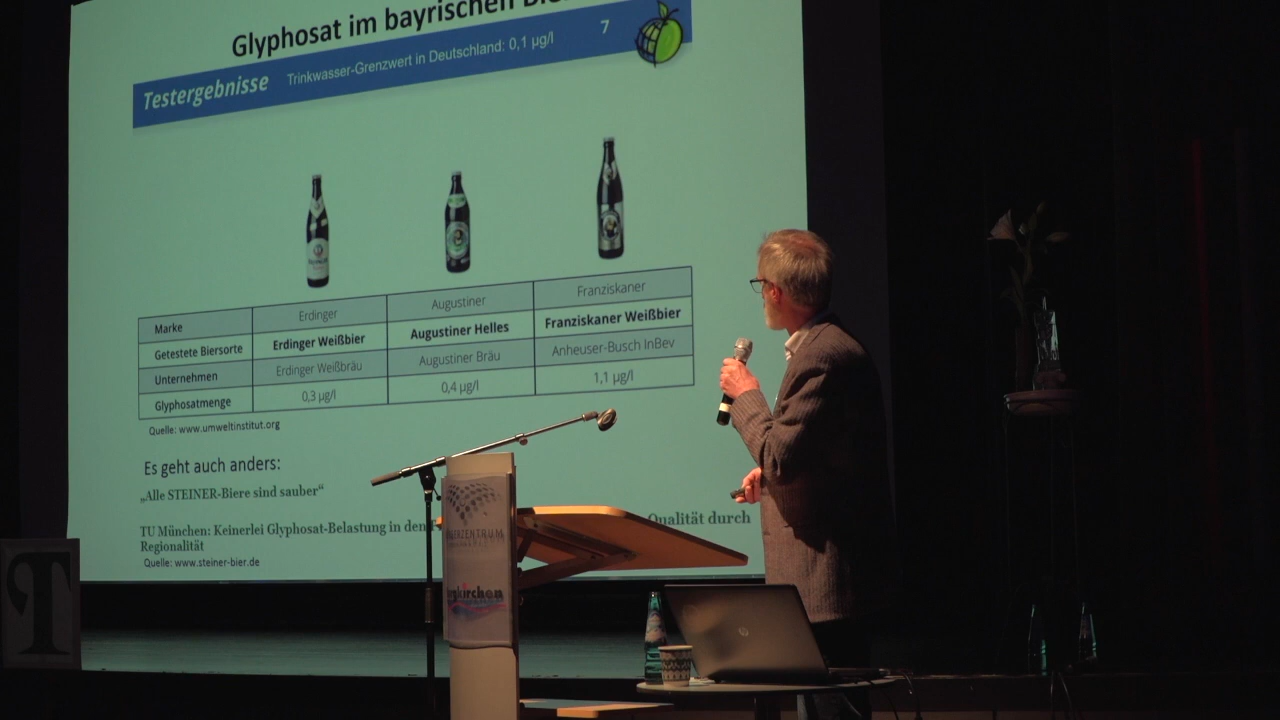 Glyphosat im bayrischen
Testergebnisse Trinkwasser-Grenzwert in Deutschland: 0,1 µg/l 7
Marke Erdinger Augustiner Franziskaner
Getestete Biersorte Erdinger Weißbier Augustiner Helles Franziskaner Weißbier
Unternehmen Erdinger Weißbräu Augustiner Bräu Anheuser-Busch InBev
Glyphosatmenge 0,3 µg/l 0,4 µg/l 1,1 µg/l
Quelle: www.umweltinstitut.org
Es geht auch anders:
„Alle STEINER-Biere sind sauber“
TU München: Keinerlei Glyphosat-Belastung in den Qualität durch
Regionalität
Quelle: www.steiner-bier.de
T
hp